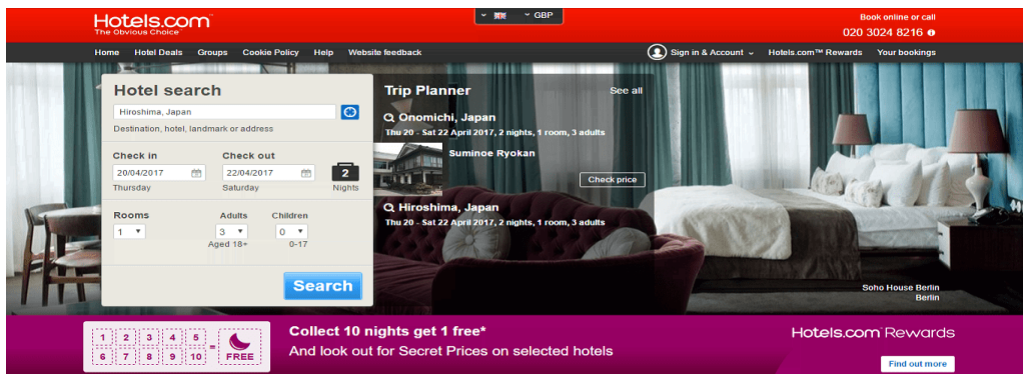 Hotels.com™
The Obvious Choice™
GBP
Book online or call
020 3024 8216
Home Hotel Deals Groups Cookie Policy Help Website feedback
Sign in & Account Hotels.com™ Rewards Your bookings
Hotel search
Hiroshima, Japan
Destination, hotel, landmark or address
Check in Check out
20/04/2017 22/04/2017 2
Thursday Saturday Nights
Rooms Adults Children
1 3 0
Aged 18+ 0-17
Search
Trip Planner See all
Onomichi, Japan
Thu 20 - Sat 22 April 2017, 2 nights, 1 room, 3 adults
Suminoe Ryokan
Check price
Hiroshima, Japan
Thu 20 - Sat 22 April 2017, 2 nights, 1 room, 3 adults
Soho House Berlin
Berlin
1 2 3 4 5
6 7 8 9 10 = FREE
Collect 10 nights get 1 free*
And look out for Secret Prices on selected hotels
Hotels.com™ Rewards
Find out more